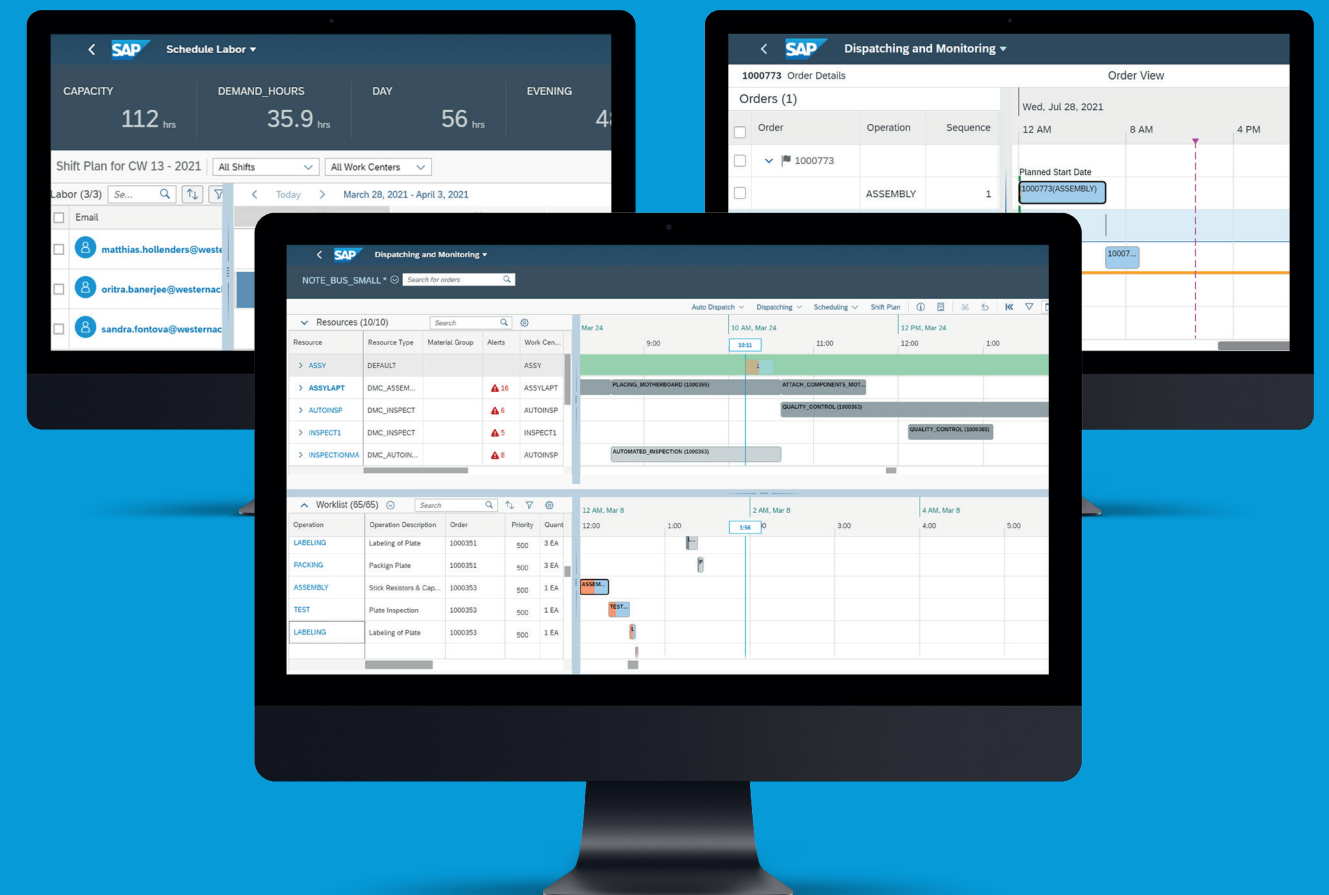 SAP Schedule Labor
CAPACITY DEMAND_HOURS DAY EVENING
112 hrs 35.9 hrs 56 hrs
Shift Plan for CW 13 - 2021 All Shifts All Work Centers
Labor (3/3) Se... Today March 28, 2021 - April 3, 2021
Email
matthias.hollenders@weste
oritra.banerjee@westernac
sandra.fontova@westernac
SAP Dispatching and Monitoring
1000773 Order Details Order View
Orders (1) Wed, Jul 28, 2021
Order Operation Sequence 12 AM 8 AM 4 PM
1000773
Planned Start Date
ASSEMBLY 1 1000773(ASSEMBLY)
10007...
SAP Dispatching and Monitoring
NOTE_BUS_SMALL * Search for orders
Auto Dispatch Dispatching Scheduling Shift Plan
Resources (10/10) Search Mar 24 10 AM, Mar 24 12 PM, Mar 24
Resource Resource Type Material Group Alerts Work Cen... 9:00 10:11 11:00 12:00 1:00
ASSY DEFAULT ASSY 1
ASSYLAPT DMC_ASSEM... 16 ASSYLAPT PLACING_MOTHERBOARD (1000365) ATTACH_COMPONENTS_MOT...
AUTOINSP DMC_INSPECT 6 AUTOINSP QUALITY_CONTROL (1000363)
INSPECT1 DMC_INSPECT 5 INSPECT1 QUALITY_CONTROL (1000365)
INSPECTIONMA DMC_AUTOIN... 8 AUTOINSP AUTOMATED_INSPECTION (1000363)
Worklist (65/65) Search 12 AM, Mar 8 2 AM, Mar 8 4 AM, Mar 8
Operation Operation Description Order Priority Quant 12:00 1:00 1:56 3:00 4:00 5:00
LABELING Labeling of Plate 1000351 500 3 EA L...
PACKING Packign Plate 1000351 500 3 EA P
ASSEMBLY Stick Resistors & Cap... 1000353 500 1 EA ASSEM...
TEST Plate Inspection 1000353 500 1 EA TEST...
LABELING Labeling of Plate 1000353 500 1 EA L